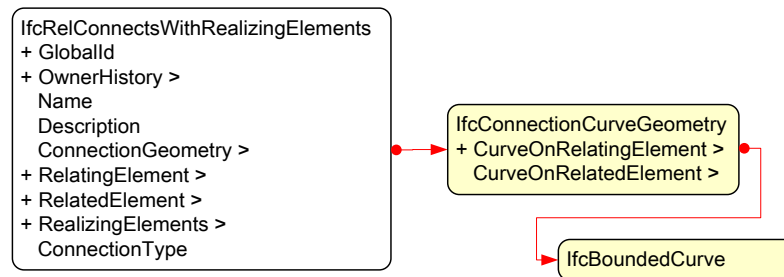 IfcRelConnectsWithRealizingElements
+ GlobalId
+ OwnerHistory >
Name
Description
ConnectionGeometry >
+ RelatingElement >
+ RelatedElement >
+ RealizingElements >
ConnectionType
IfcConnectionCurveGeometry
+ CurveOnRelatingElement >
CurveOnRelatedElement >
IfcBoundedCurve